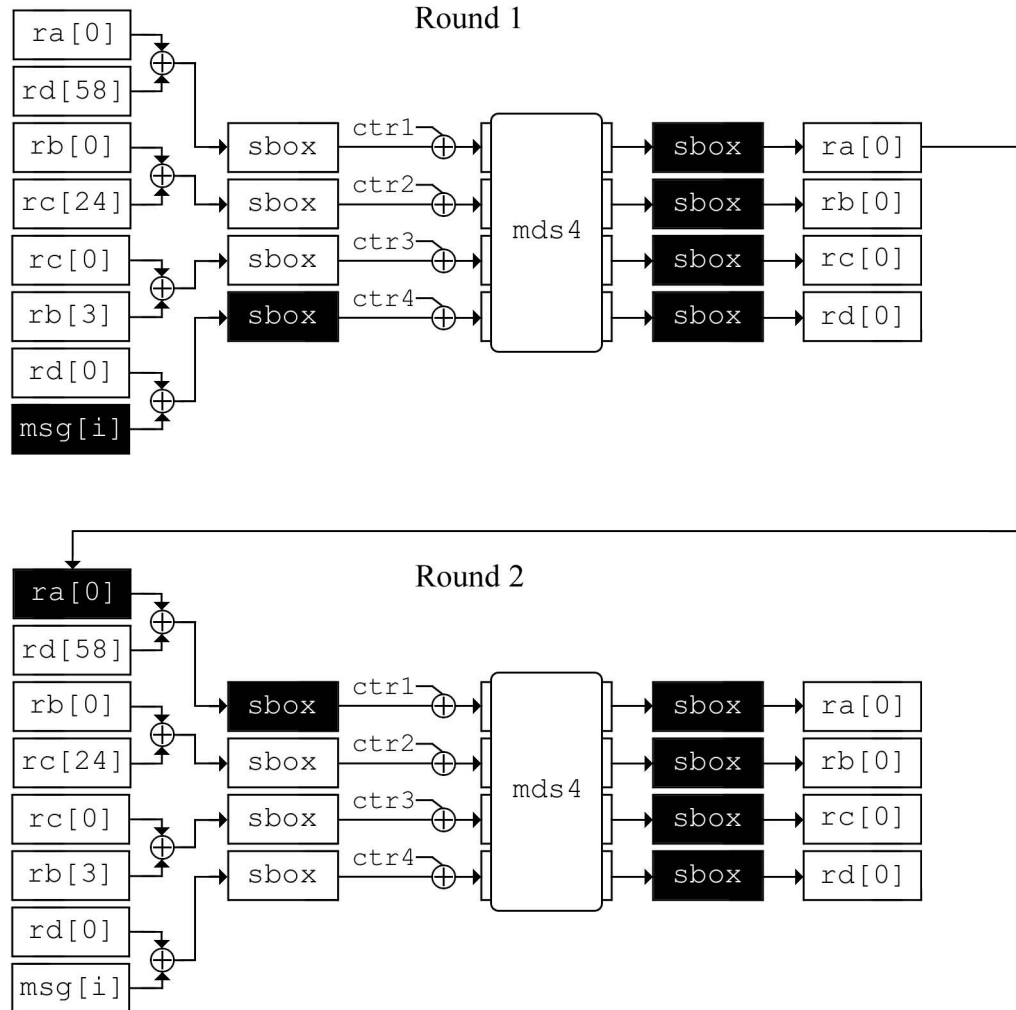 Round 1
ra[0]
rd[58]
rb[0]
rc[24]
rc[0]
rb[3]
rd[0]
msg[i]
sbox
sbox
sbox
sbox
ctr1
ctr2
ctr3
ctr4
mds4
sbox
sbox
sbox
sbox
ra[0]
rb[0]
rc[0]
rd[0]
Round 2
ra[0]
rd[58]
rb[0]
rc[24]
rc[0]
rb[3]
rd[0]
msg[i]
sbox
sbox
sbox
sbox
ctr1
ctr2
ctr3
ctr4
mds4
sbox
sbox
sbox
sbox
ra[0]
rb[0]
rc[0]
rd[0]